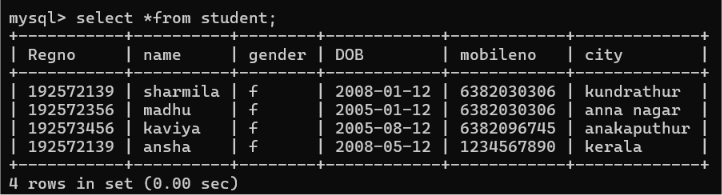 mysql> select *from student;
+-----------+----------+--------+------------+------------+-------------+
| Regno     | name     | gender | DOB        | mobileno   | city        |
+-----------+----------+--------+------------+------------+-------------+
| 192572139 | sharmila | f      | 2008-01-12 | 6382030306 | kundrathur  |
| 192572356 | madhu    | f      | 2005-01-12 | 6382030306 | anna nagar  |
| 192573456 | kaviya   | f      | 2005-08-12 | 6382096745 | anakaputhur |
| 192572139 | ansha    | f      | 2008-05-12 | 1234567890 | kerala      |
+-----------+----------+--------+------------+------------+-------------+
4 rows in set (0.00 sec)